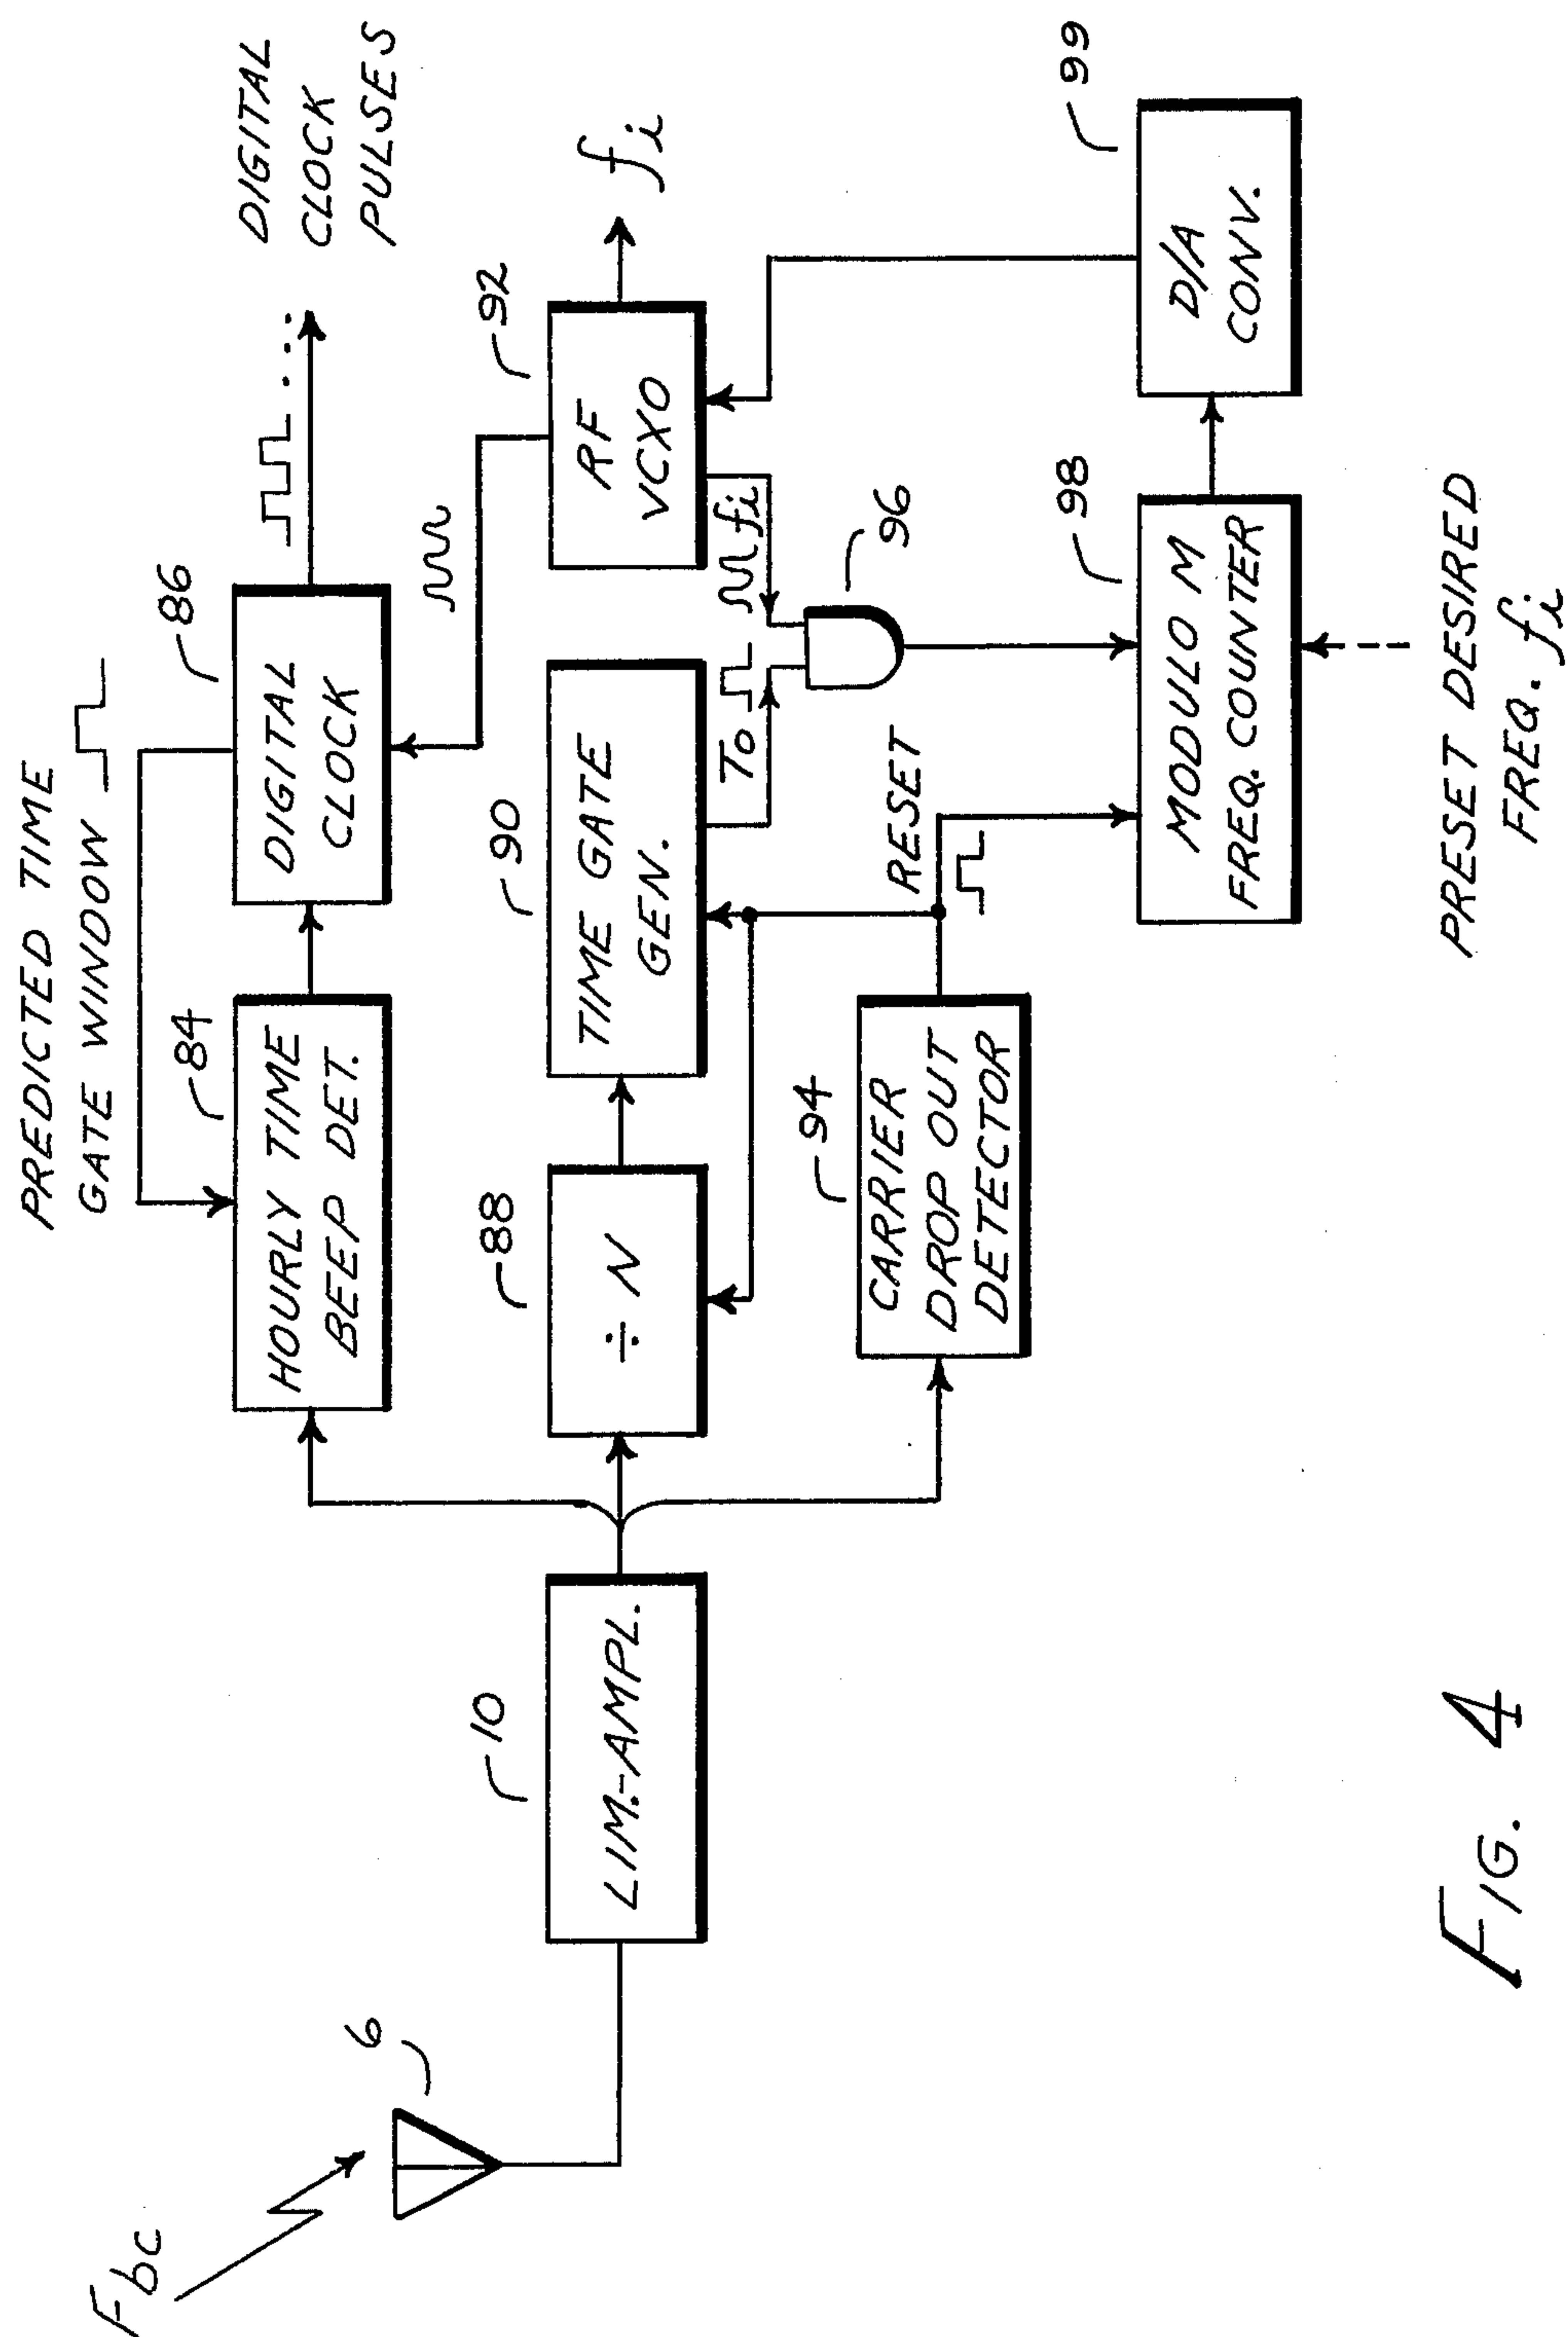 PREDICTED TIME
GATE WINDOW
DIGITAL
CLOCK
PULSES
84
HOURLY TIME
BEEP DET.
86
DIGITAL
CLOCK
Fbc
6
10
LIM.-AMPL.
88
÷ N
90
TIME GATE
GEN.
92
RF
VCXO
fi
To
fi
96
94
CARRIER
DROP OUT
DETECTOR
RESET
98
MODULO M
FREQ. COUNTER
99
D/A
CONV.
PRESET DESIRED
FREQ. fi
FIG. 4